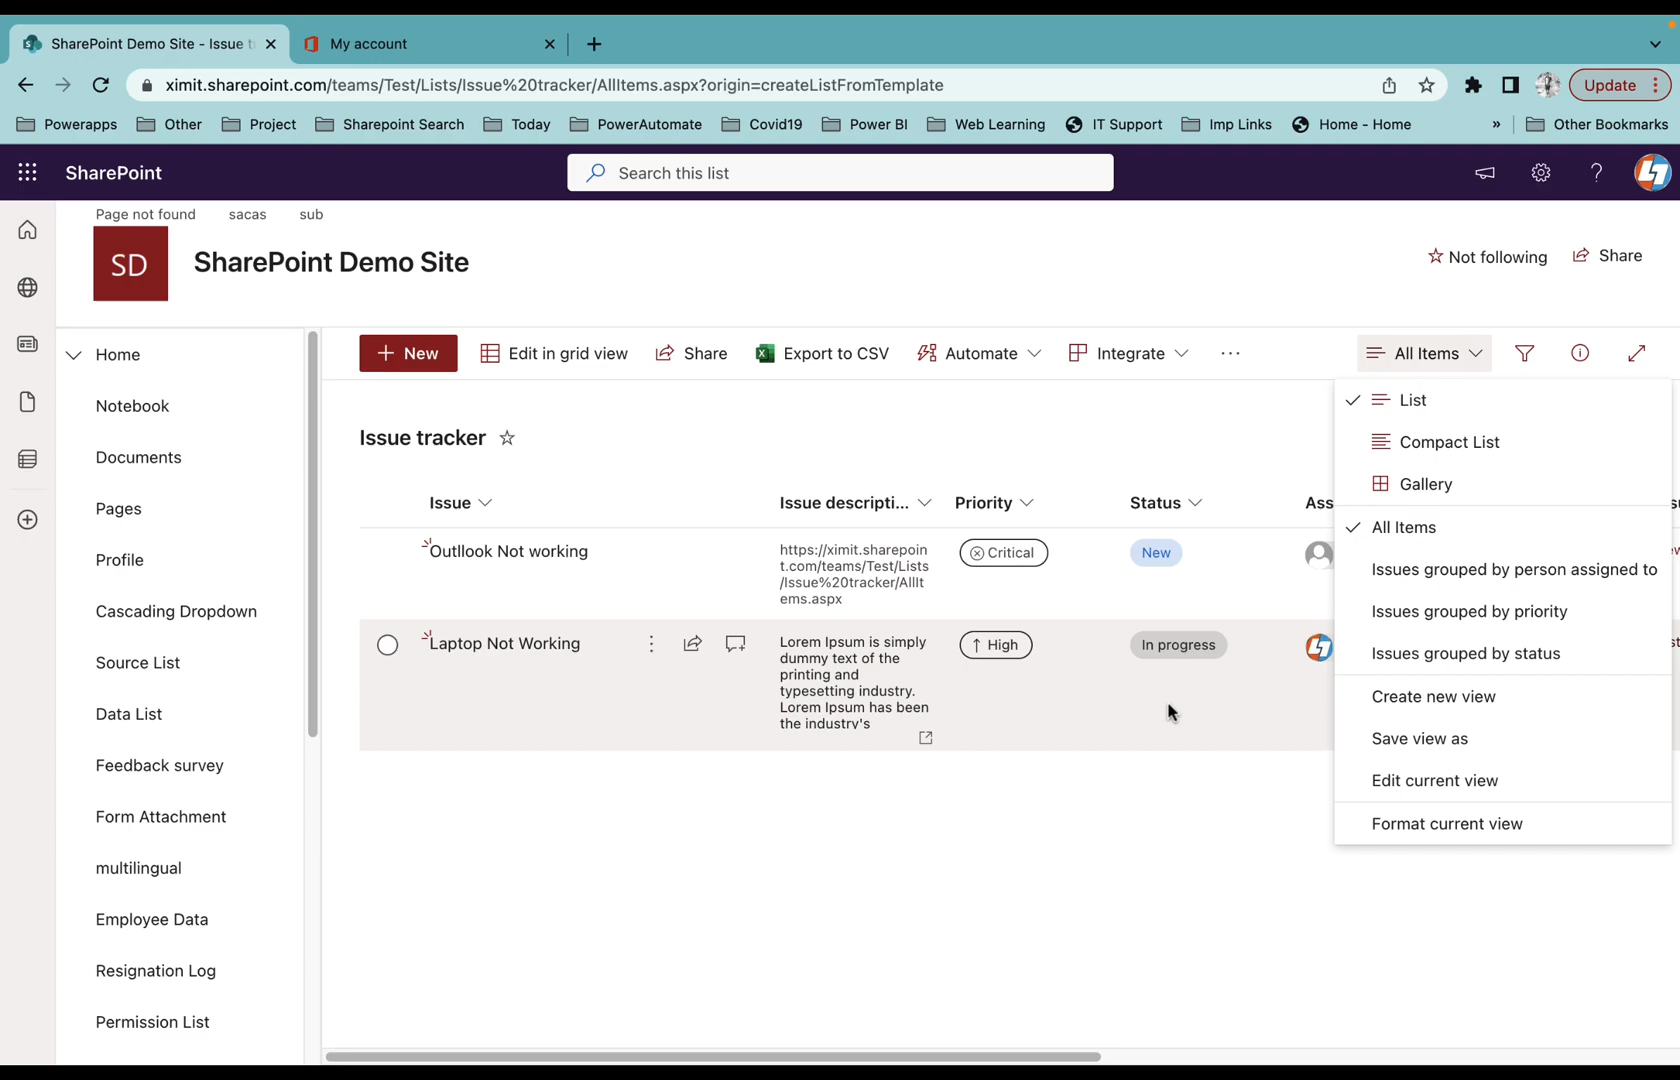 SharePoint Demo Site - Issue t
My account
ximit.sharepoint.com/teams/Test/Lists/Issue%20tracker/AllItems.aspx?origin=createListFromTemplate
Update
Powerapps
Other
Project
Sharepoint Search
Today
PowerAutomate
Covid19
Power BI
Web Learning
IT Support
Imp Links
Home - Home
»
Other Bookmarks
SharePoint
Search this list
Page not found
sacas
sub
SD
SharePoint Demo Site
Not following
Share
Home
Notebook
Documents
Pages
Profile
Cascading Dropdown
Source List
Data List
Feedback survey
Form Attachment
multilingual
Employee Data
Resignation Log
Permission List
+ New
Edit in grid view
Share
Export to CSV
Automate
Integrate
...
All Items
Issue tracker
Issue
Issue descripti...
Priority
Status
Ass
Outllook Not working
https://ximit.sharepoin
t.com/teams/Test/Lists
/Issue%20tracker/AllIt
ems.aspx
Critical
New
Laptop Not Working
Lorem Ipsum is simply
dummy text of the
printing and
typesetting industry.
Lorem Ipsum has been
the industry's
High
In progress
List
Compact List
Gallery
All Items
Issues grouped by person assigned to
Issues grouped by priority
Issues grouped by status
Create new view
Save view as
Edit current view
Format current view